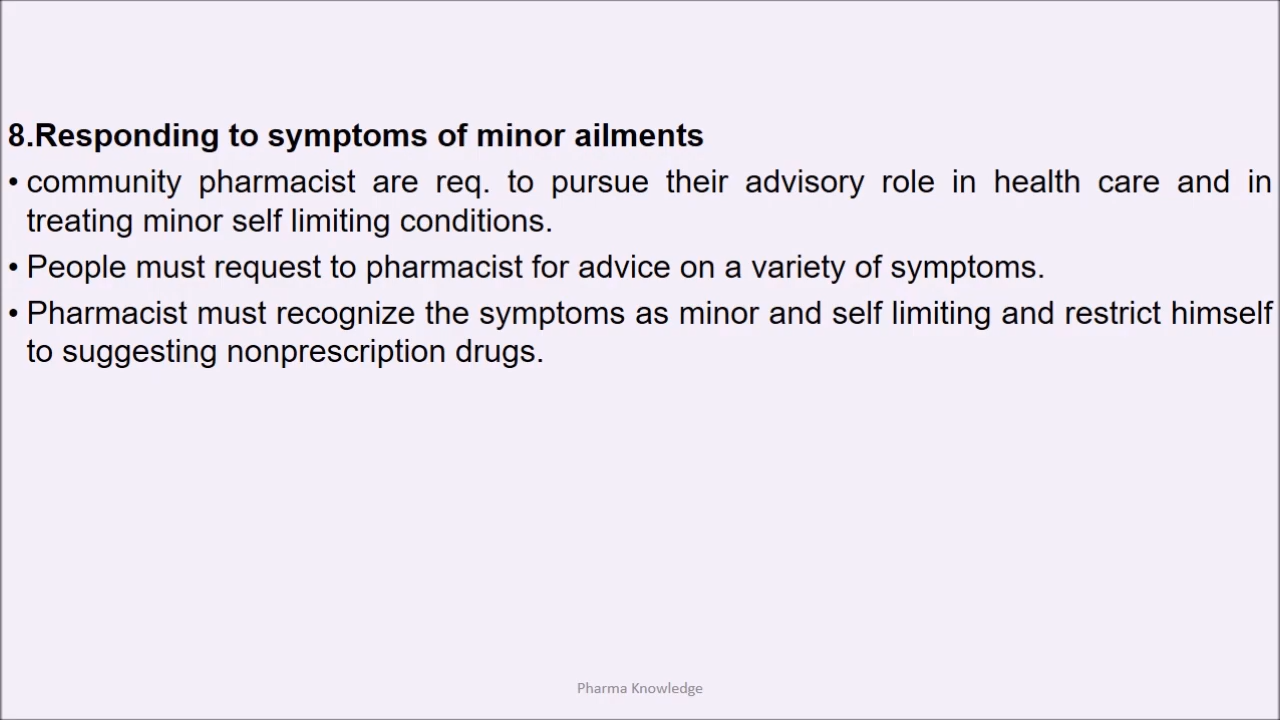 8.Responding to symptoms of minor ailments
• community pharmacist are req. to pursue their advisory role in health care and in
treating minor self limiting conditions.
• People must request to pharmacist for advice on a variety of symptoms.
• Pharmacist must recognize the symptoms as minor and self limiting and restrict himself
to suggesting nonprescription drugs.
Pharma Knowledge